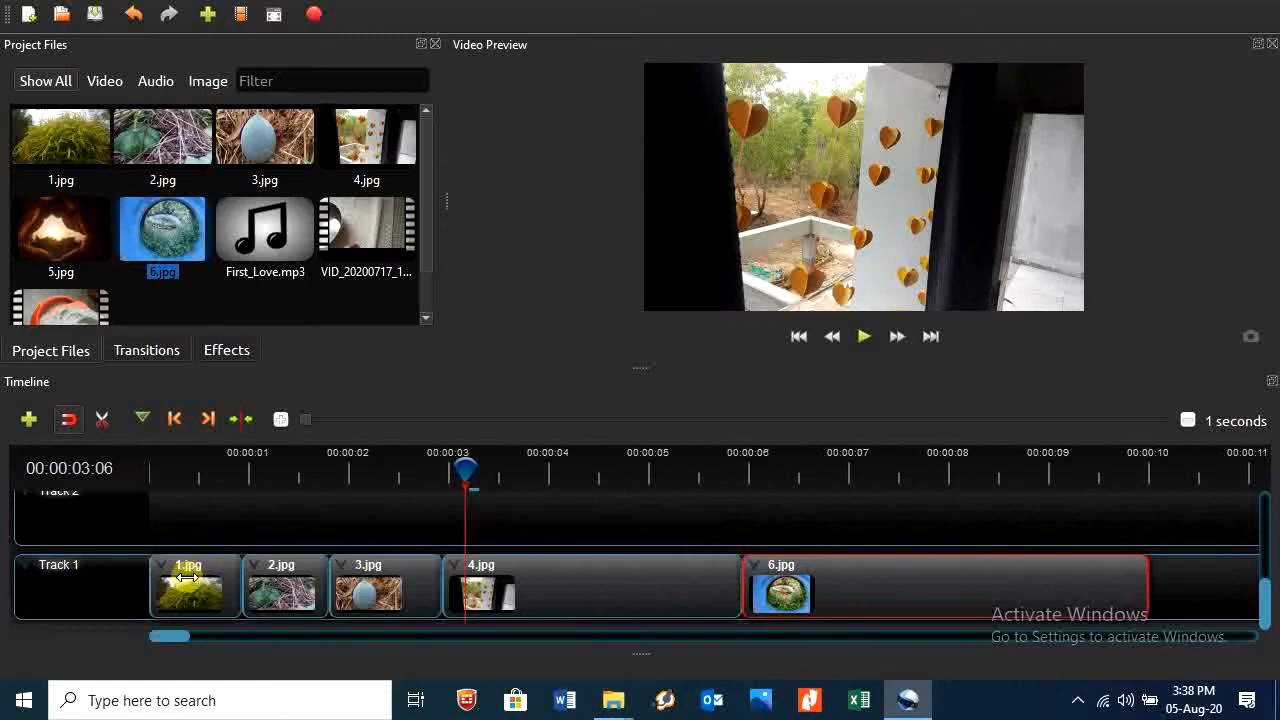 Project Files
Video Preview
Show All
Video
Audio
Image
Filter
1.jpg
2.jpg
3.jpg
4.jpg
5.jpg
6.jpg
First_Love.mp3
VID_20200717_1...
Project Files
Transitions
Effects
Timeline
1 seconds
00:00:03:06
00:00:01
00:00:02
00:00:03
00:00:04
00:00:05
00:00:06
00:00:07
00:00:08
00:00:09
00:00:10
00:00:11
Track 2
Track 1
1.jpg
2.jpg
3.jpg
4.jpg
6.jpg
Activate Windows
Go to Settings to activate Windows.
Type here to search
3:38 PM
05-Aug-20